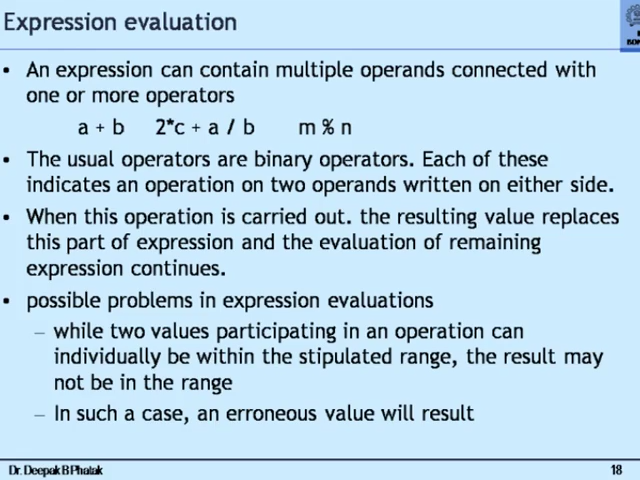 Expression evaluation
• An expression can contain multiple operands connected with
one or more operators
a + b 2*c + a / b m % n
• The usual operators are binary operators. Each of these
indicates an operation on two operands written on either side.
• When this operation is carried out. the resulting value replaces
this part of expression and the evaluation of remaining
expression continues.
• possible problems in expression evaluations
– while two values participating in an operation can
individually be within the stipulated range, the result may
not be in the range
– In such a case, an erroneous value will result
Dr. Deepak B Phatak 18